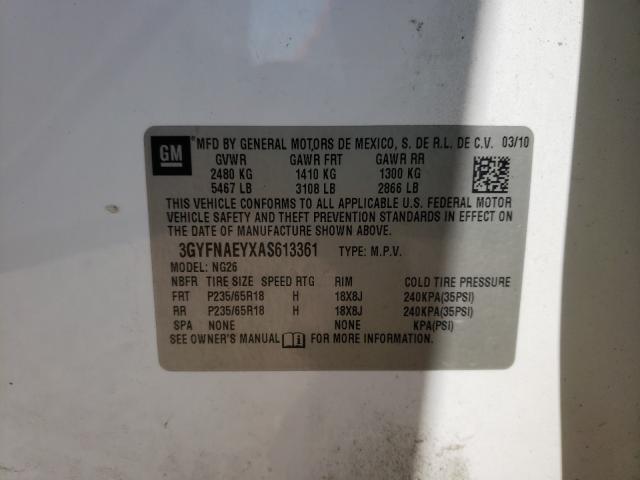 GM MFD BY GENERAL MOTORS DE MEXICO, S. DE R.L. DE C.V. 03/10
GVWR GAWR FRT GAWR RR
2480 KG 1410 KG 1300 KG
5467 LB 3108 LB 2866 LB
THIS VEHICLE CONFORMS TO ALL APPLICABLE U.S. FEDERAL MOTOR
VEHICLE SAFETY AND THEFT PREVENTION STANDARDS IN EFFECT ON
THE DATE OF MANUFACTURE SHOWN ABOVE.
3GYFNAEYXAS613361 TYPE: M.P.V.
MODEL: NG26
NBFR TIRE SIZE SPEED RTG RIM COLD TIRE PRESSURE
FRT P235/65R18 H 18X8J 240KPA(35PSI)
RR P235/65R18 H 18X8J 240KPA(35PSI)
SPA NONE NONE KPA(PSI)
SEE OWNER'S MANUAL FOR MORE INFORMATION.